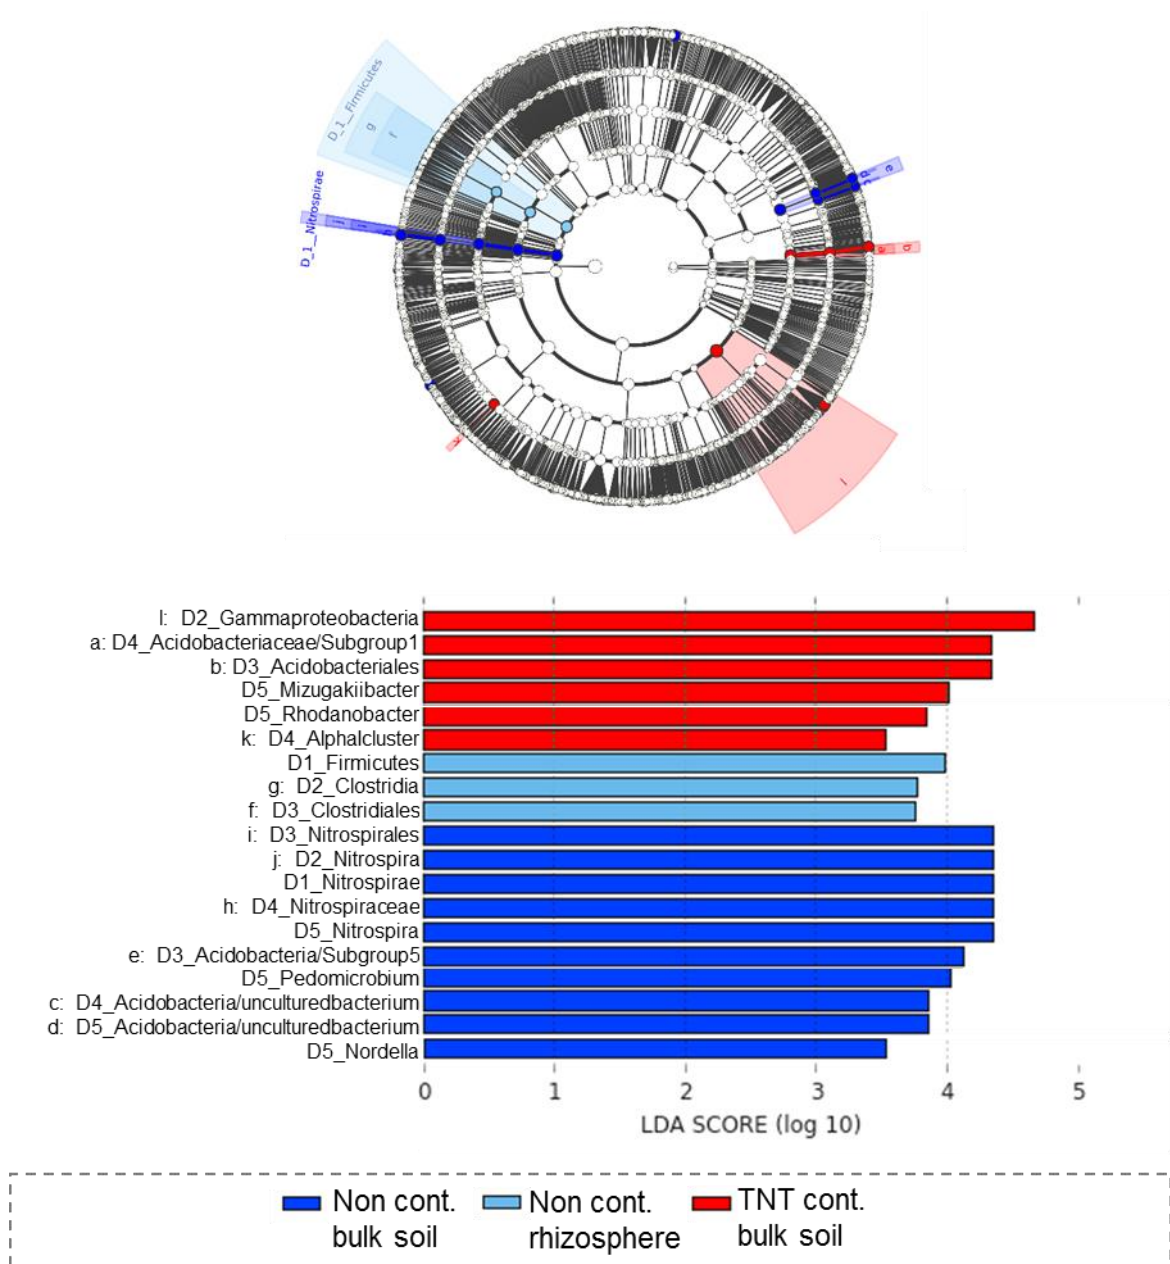 D_1__Firmicutes
g
f
D_1__Nitrospirae
e
b
a
k
l
l: D2_Gammaproteobacteria
a: D4_Acidobacteriaceae/Subgroup1
b: D3_Acidobacteriales
D5_Mizugakiibacter
D5_Rhodanobacter
k: D4_Alphalcluster
D1_Firmicutes
g: D2_Clostridia
f: D3_Clostridiales
i: D3_Nitrospirales
j: D2_Nitrospira
D1_Nitrospirae
h: D4_Nitrospiraceae
D5_Nitrospira
e: D3_Acidobacteria/Subgroup5
D5_Pedomicrobium
c: D4_Acidobacteria/unculturedbacterium
d: D5_Acidobacteria/unculturedbacterium
D5_Nordella
0 1 2 3 4 5
LDA SCORE (log 10)
Non cont. bulk soil
Non cont. rhizosphere
TNT cont. bulk soil